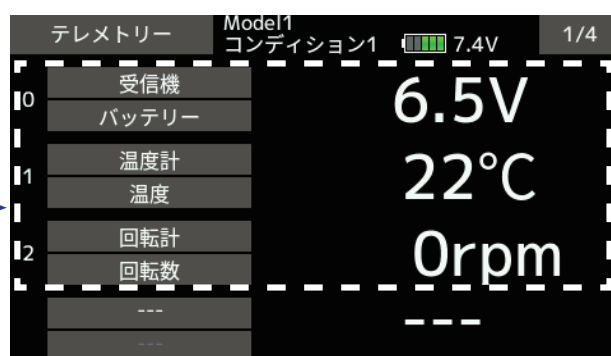 テレメトリー
Model1
コンディション1
7.4V
1/4
0
受信機
バッテリー
6.5V
1
温度計
温度
22°C
2
回転計
回転数
0rpm
---
---
---